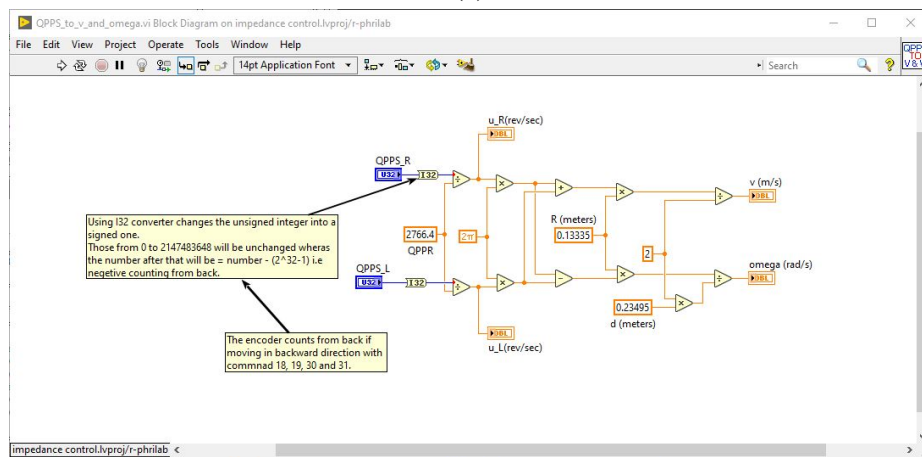 QPPS_to_v_and_omega.vi Block Diagram on impedance control.lvproj/r-phrilab
File Edit View Project Operate Tools Window Help
14pt Application Font
Search
QPPS
TO
V & V
u_R(rev/sec)
DBL
QPPS_R
U32
I32
v (m/s)
DBL
R (meters)
0.13335
2766.4
QPPR
2π
2
Using I32 converter changes the unsigned integer into a
signed one.
Those from 0 to 2147483648 will be unchanged wheras
the number after that will be = number - (2^32-1) i.e
negetive counting from back.
QPPS_L
U32
I32
omega (rad/s)
DBL
0.23495
d (meters)
DBL
u_L(rev/sec)
The encoder counts from back if
moving in backward direction with
commnad 18, 19, 30 and 31.
impedance control.lvproj/r-phrilab